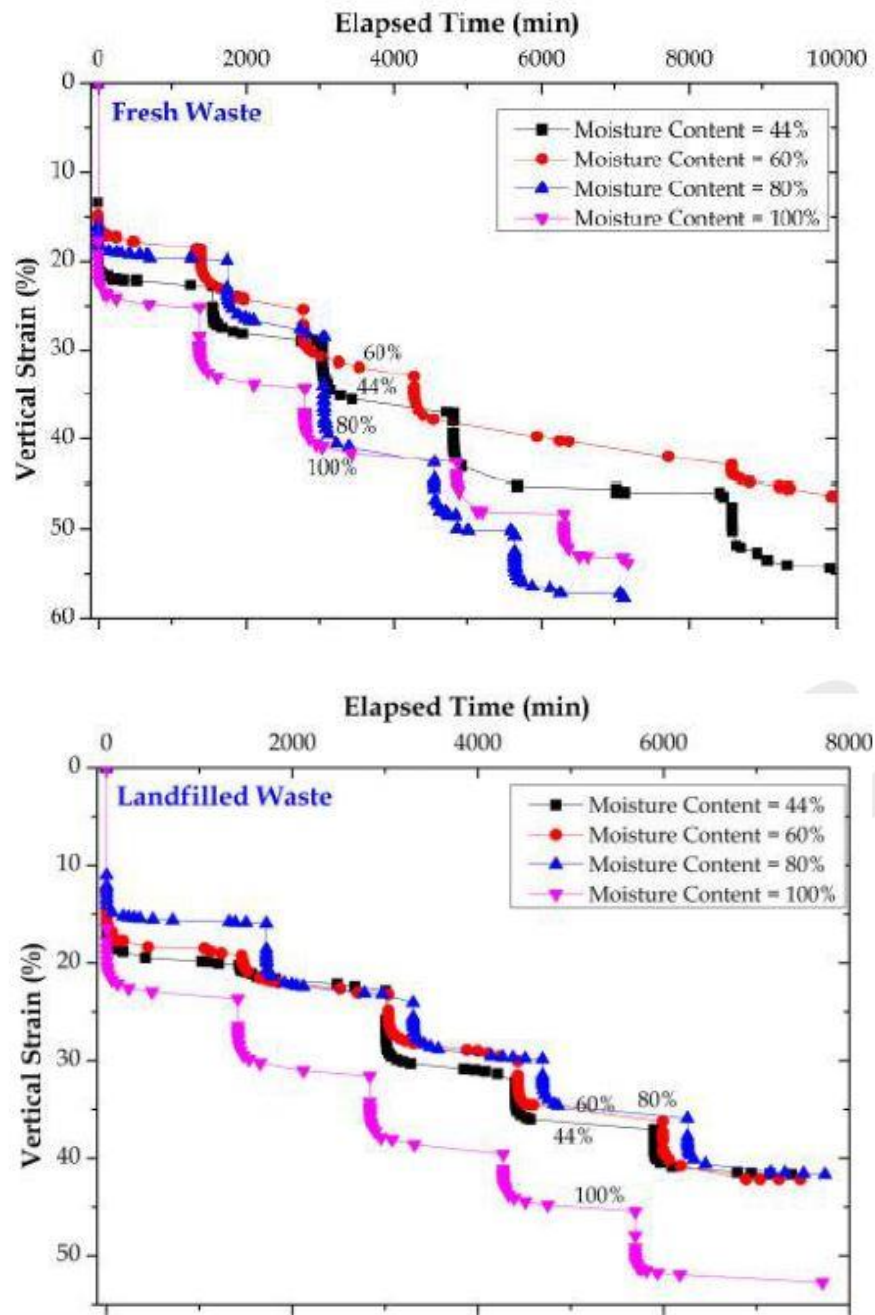 Elapsed Time (min)
0 2000 4000 6000 8000 10000
Fresh Waste
Moisture Content = 44%
Moisture Content = 60%
Moisture Content = 80%
Moisture Content = 100%
Vertical Strain (%)
0
10
20
30
40
50
60
60%
44%
80%
100%
Elapsed Time (min)
0 2000 4000 6000 8000
Landfilled Waste
Moisture Content = 44%
Moisture Content = 60%
Moisture Content = 80%
Moisture Content = 100%
Vertical Strain (%)
0
10
20
30
40
50
60% 80%
44%
100%